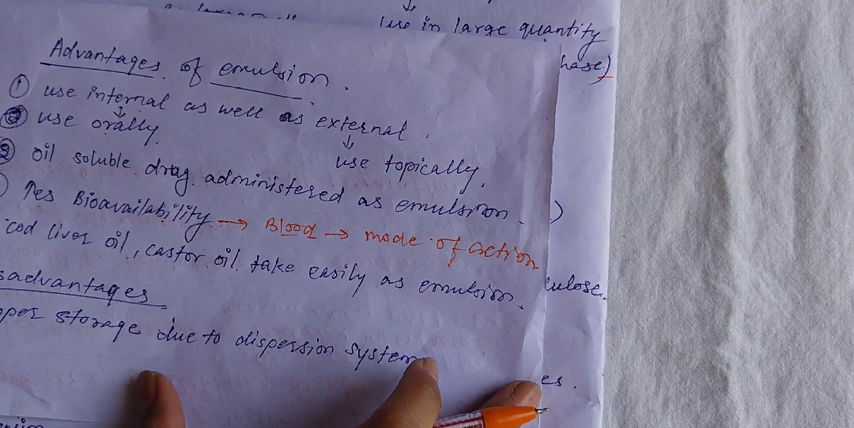 use in large quantity
hase)
Advantages of emulsion.
① use internal as well as external.
use orally.
use topically.
oil soluble drug administered as emulsion.
↑es Bioavailability → Blood → mode of action
cod liver oil, castor oil take easily as emulsion.
ulose.
sadvantages
oper storage due to dispersion system
es.